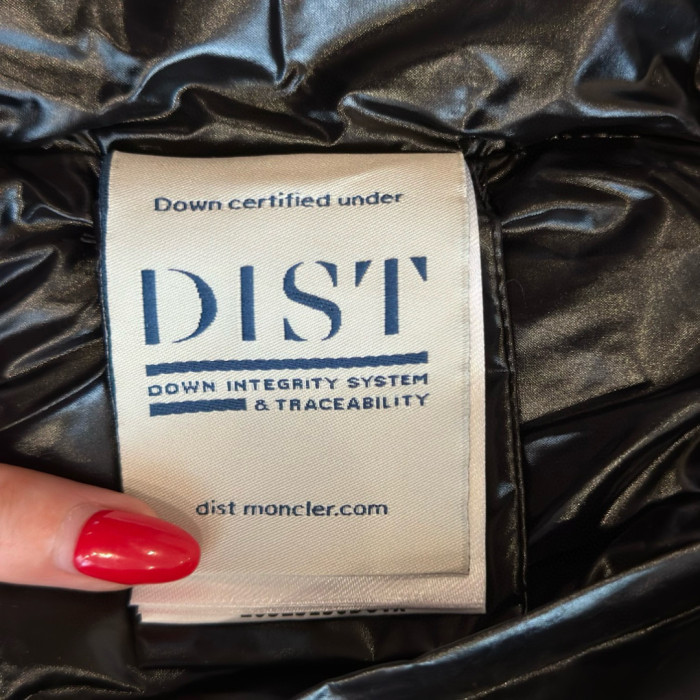 Down certified under
DIST
DOWN INTEGRITY SYSTEM
& TRACEABILITY
dist moncler.com